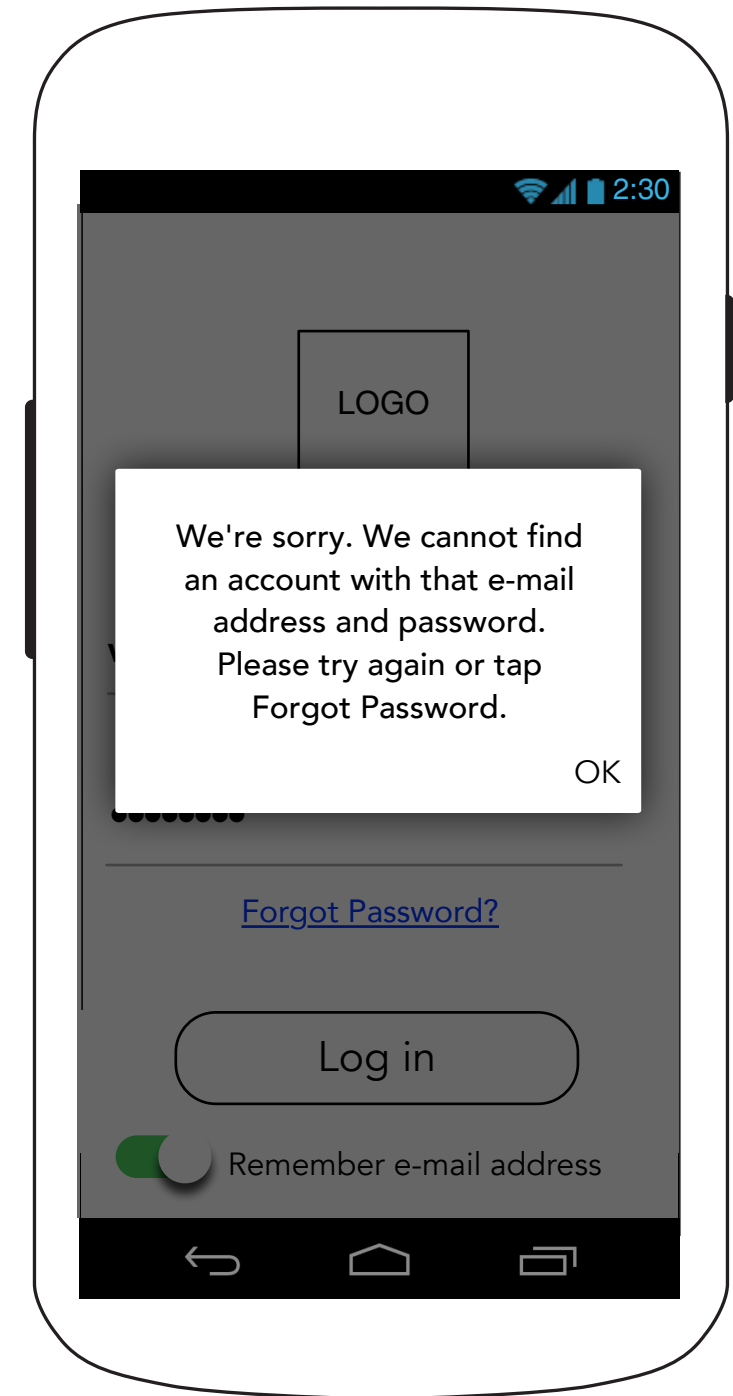 2:30
LOGO
We're sorry. We cannot find
an account with that e-mail
address and password.
Please try again or tap
Forgot Password.
OK
Forgot Password?
Log in
Remember e-mail address